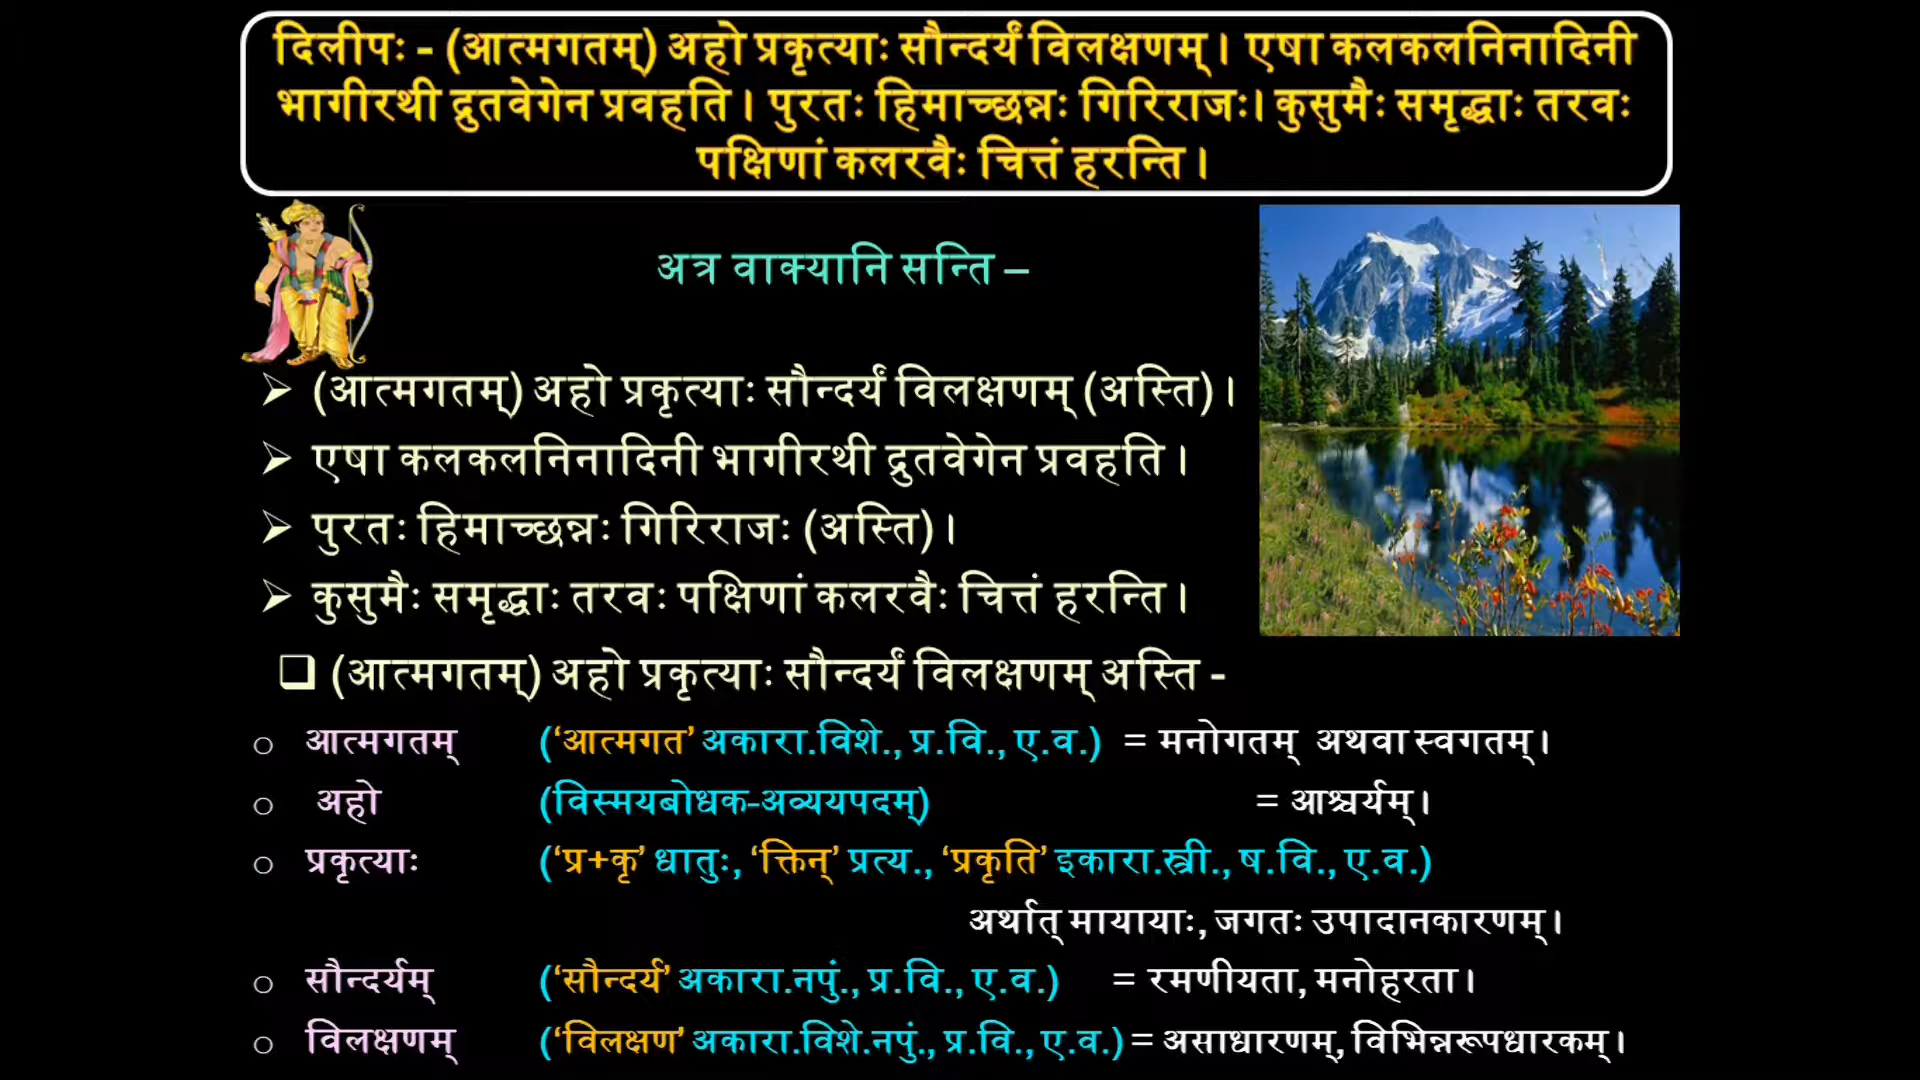 दिलीपः - (आत्मगतम्) अहो प्रकृत्याः सौन्दर्यं विलक्षणम्। एषा कलकलनिनादिनी
भागीरथी द्रुतवेगेन प्रवहति। पुरतः हिमाच्छन्नः गिरिराजः। कुसुमैः समृद्धाः तरवः
पक्षिणां कलरवैः चित्तं हरन्ति।
अत्र वाक्यानि सन्ति –
➢ (आत्मगतम्) अहो प्रकृत्याः सौन्दर्यं विलक्षणम् (अस्ति)।
➢ एषा कलकलनिनादिनी भागीरथी द्रुतवेगेन प्रवहति।
➢ पुरतः हिमाच्छन्नः गिरिराजः (अस्ति)।
➢ कुसुमैः समृद्धाः तरवः पक्षिणां कलरवैः चित्तं हरन्ति।
❑ (आत्मगतम्) अहो प्रकृत्याः सौन्दर्यं विलक्षणम् अस्ति -
o आत्मगतम् (‘आत्मगत’ अकारा.विशे., प्र.वि., ए.व.) = मनोगतम् अथवा स्वगतम्।
o अहो (विस्मयबोधक-अव्ययपदम्) = आश्चर्यम्।
o प्रकृत्याः (‘प्र+कृ’ धातुः, ‘क्तिन्’ प्रत्य., ‘प्रकृति’ इकारा.स्त्री., ष.वि., ए.व.)
अर्थात् मायायाः, जगतः उपादानकारणम्।
o सौन्दर्यम् (‘सौन्दर्य’ अकारा.नपुं., प्र.वि., ए.व.) = रमणीयता, मनोहरता।
o विलक्षणम् (‘विलक्षण’ अकारा.विशे.नपुं., प्र.वि., ए.व.) = असाधारणम्, विभिन्नरूपधारकम्।